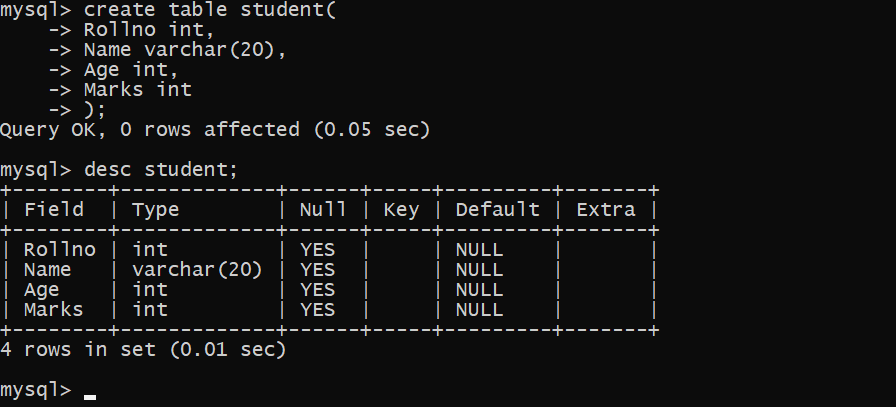 mysql> create table student(
    -> Rollno int,
    -> Name varchar(20),
    -> Age int,
    -> Marks int
    -> );
Query OK, 0 rows affected (0.05 sec)
mysql> desc student;
+--------+-------------+------+-----+---------+-------+
| Field  | Type        | Null | Key | Default | Extra |
+--------+-------------+------+-----+---------+-------+
| Rollno | int         | YES  |     | NULL    |       |
| Name   | varchar(20) | YES  |     | NULL    |       |
| Age    | int         | YES  |     | NULL    |       |
| Marks  | int         | YES  |     | NULL    |       |
+--------+-------------+------+-----+---------+-------+
4 rows in set (0.01 sec)
mysql>